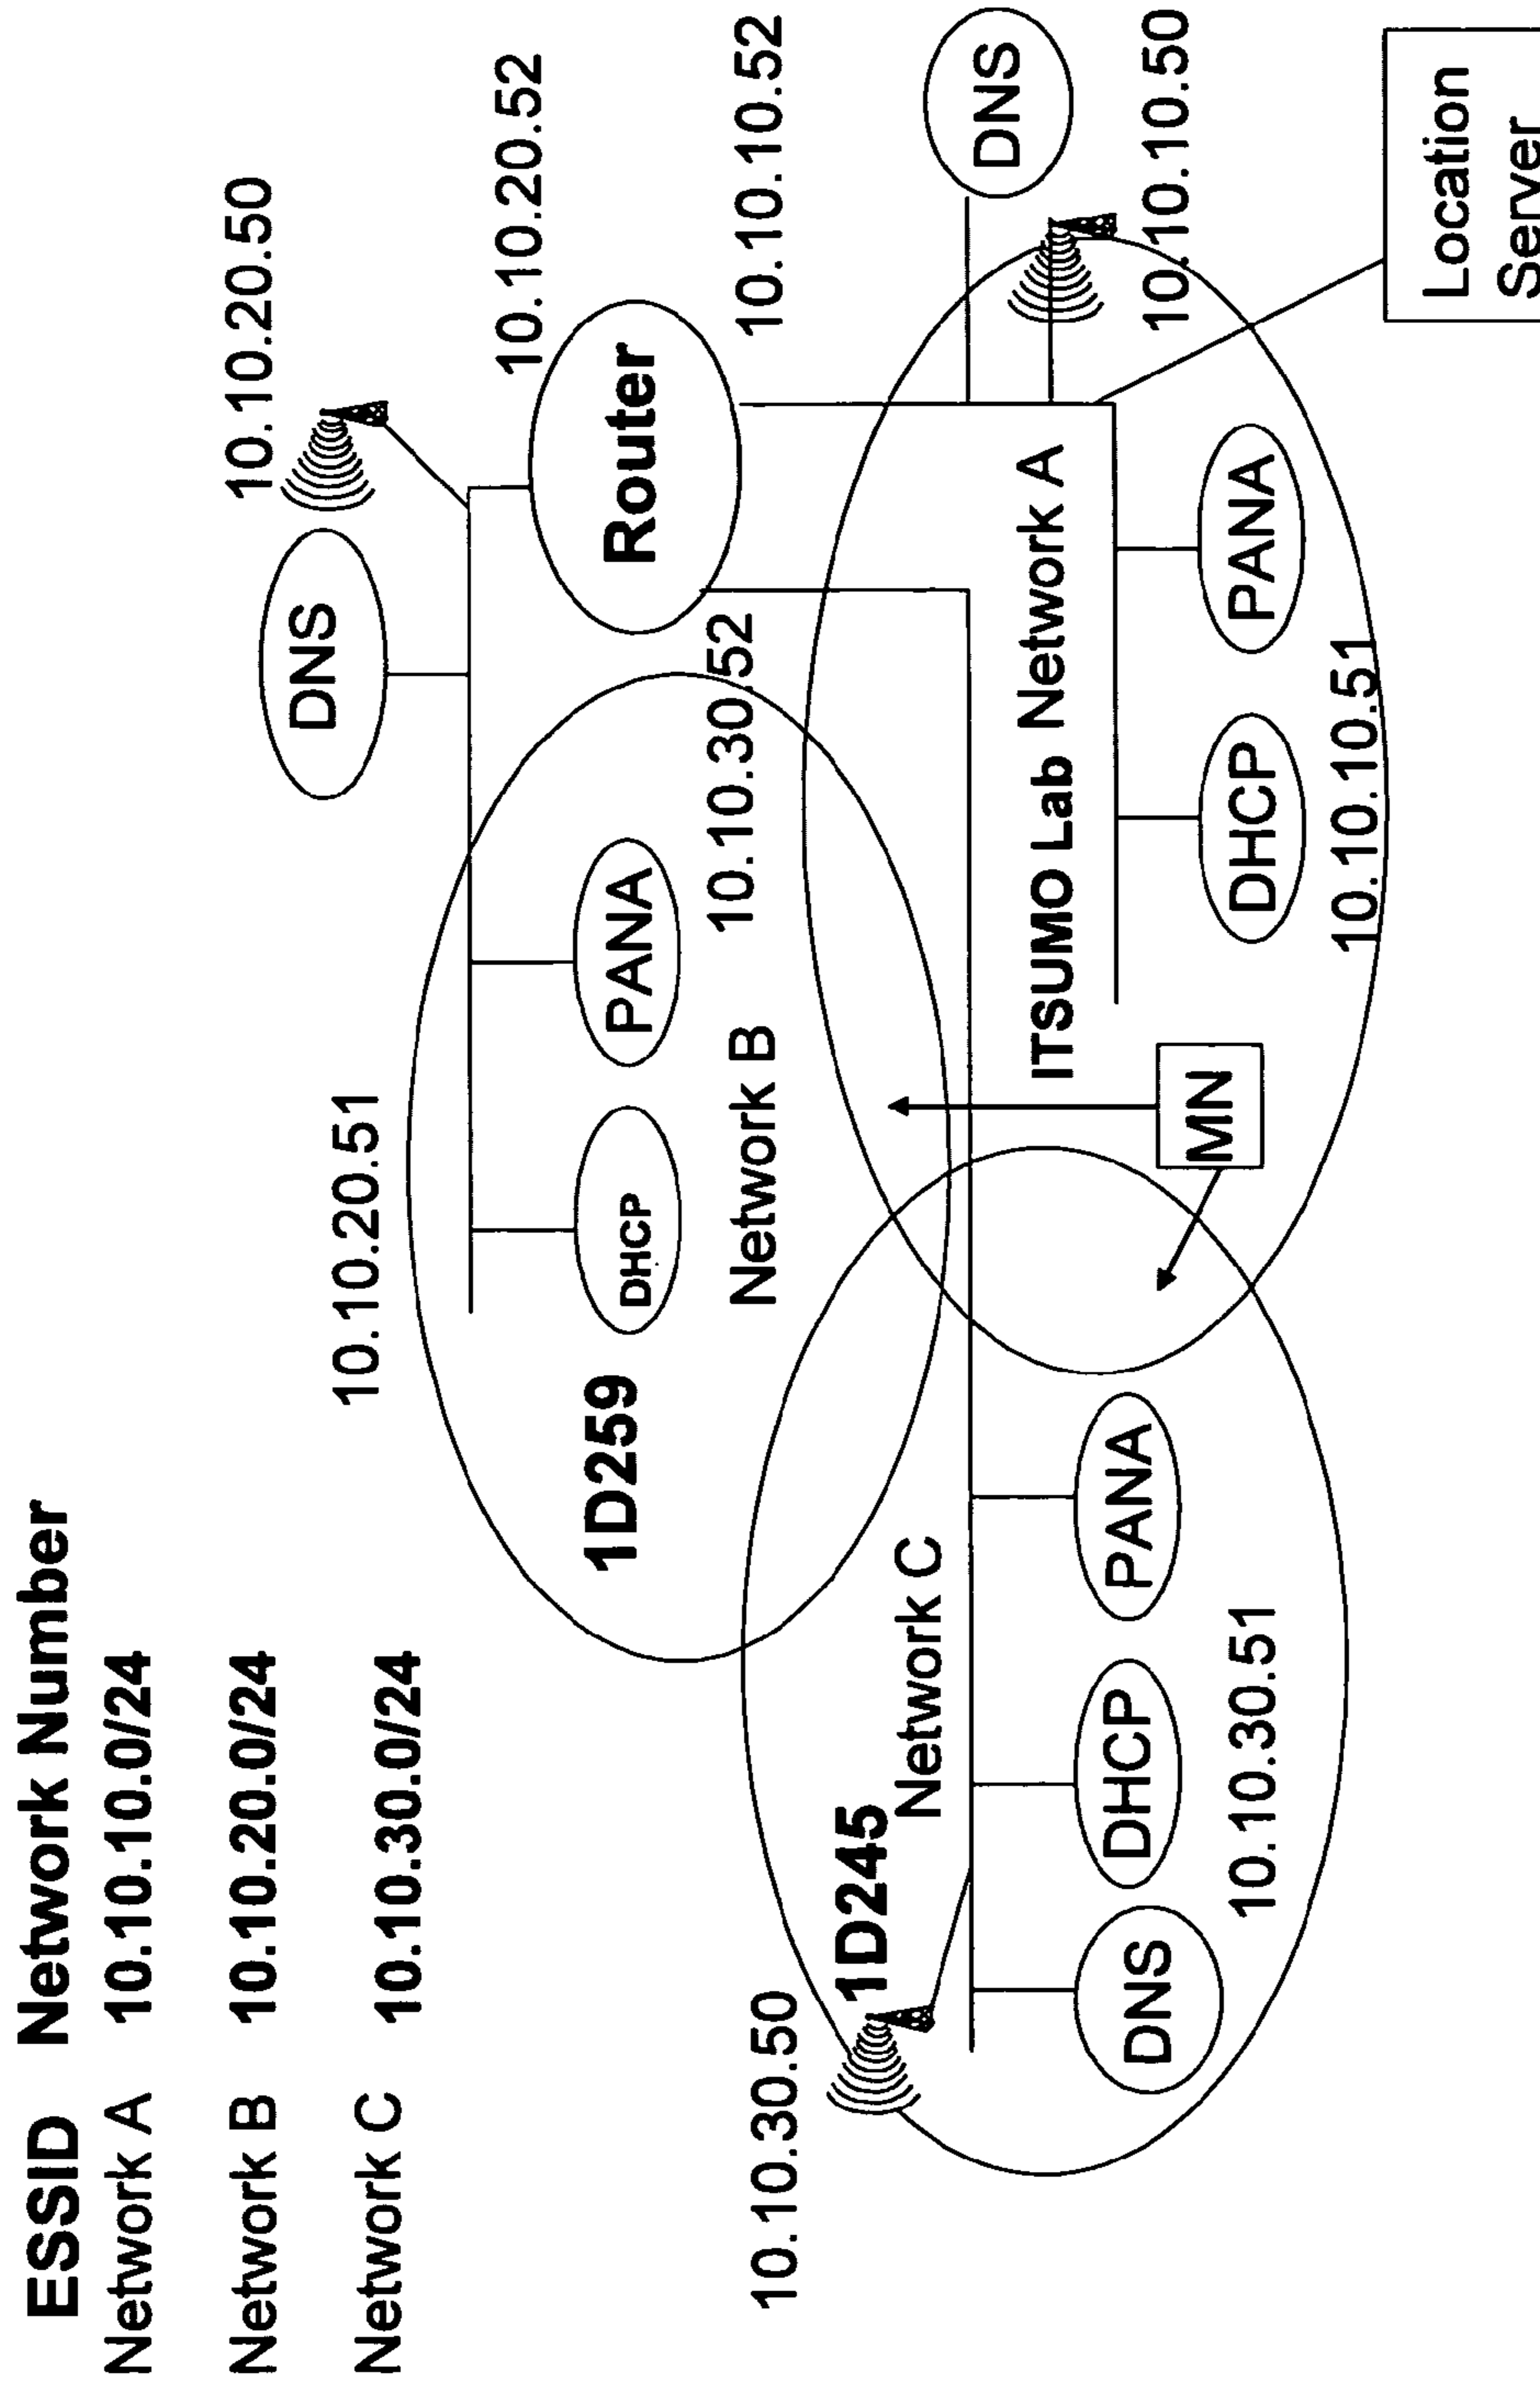 ESSID Network Number
Network A 10.10.10.0/24
Network B 10.10.20.0/24
Network C 10.10.30.0/24
10.10.20.50
DNS
10.10.20.51
10.10.20.52
DHCP
PANA
Router
1D259
Network B
10.10.30.52
10.10.10.52
10.10.30.50
1D245
Network C
DNS
ITSUMO Lab Network A
DNS
DHCP
PANA
MN
10.10.10.50
DHCP
PANA
10.10.30.51
10.10.10.51
Location
Server